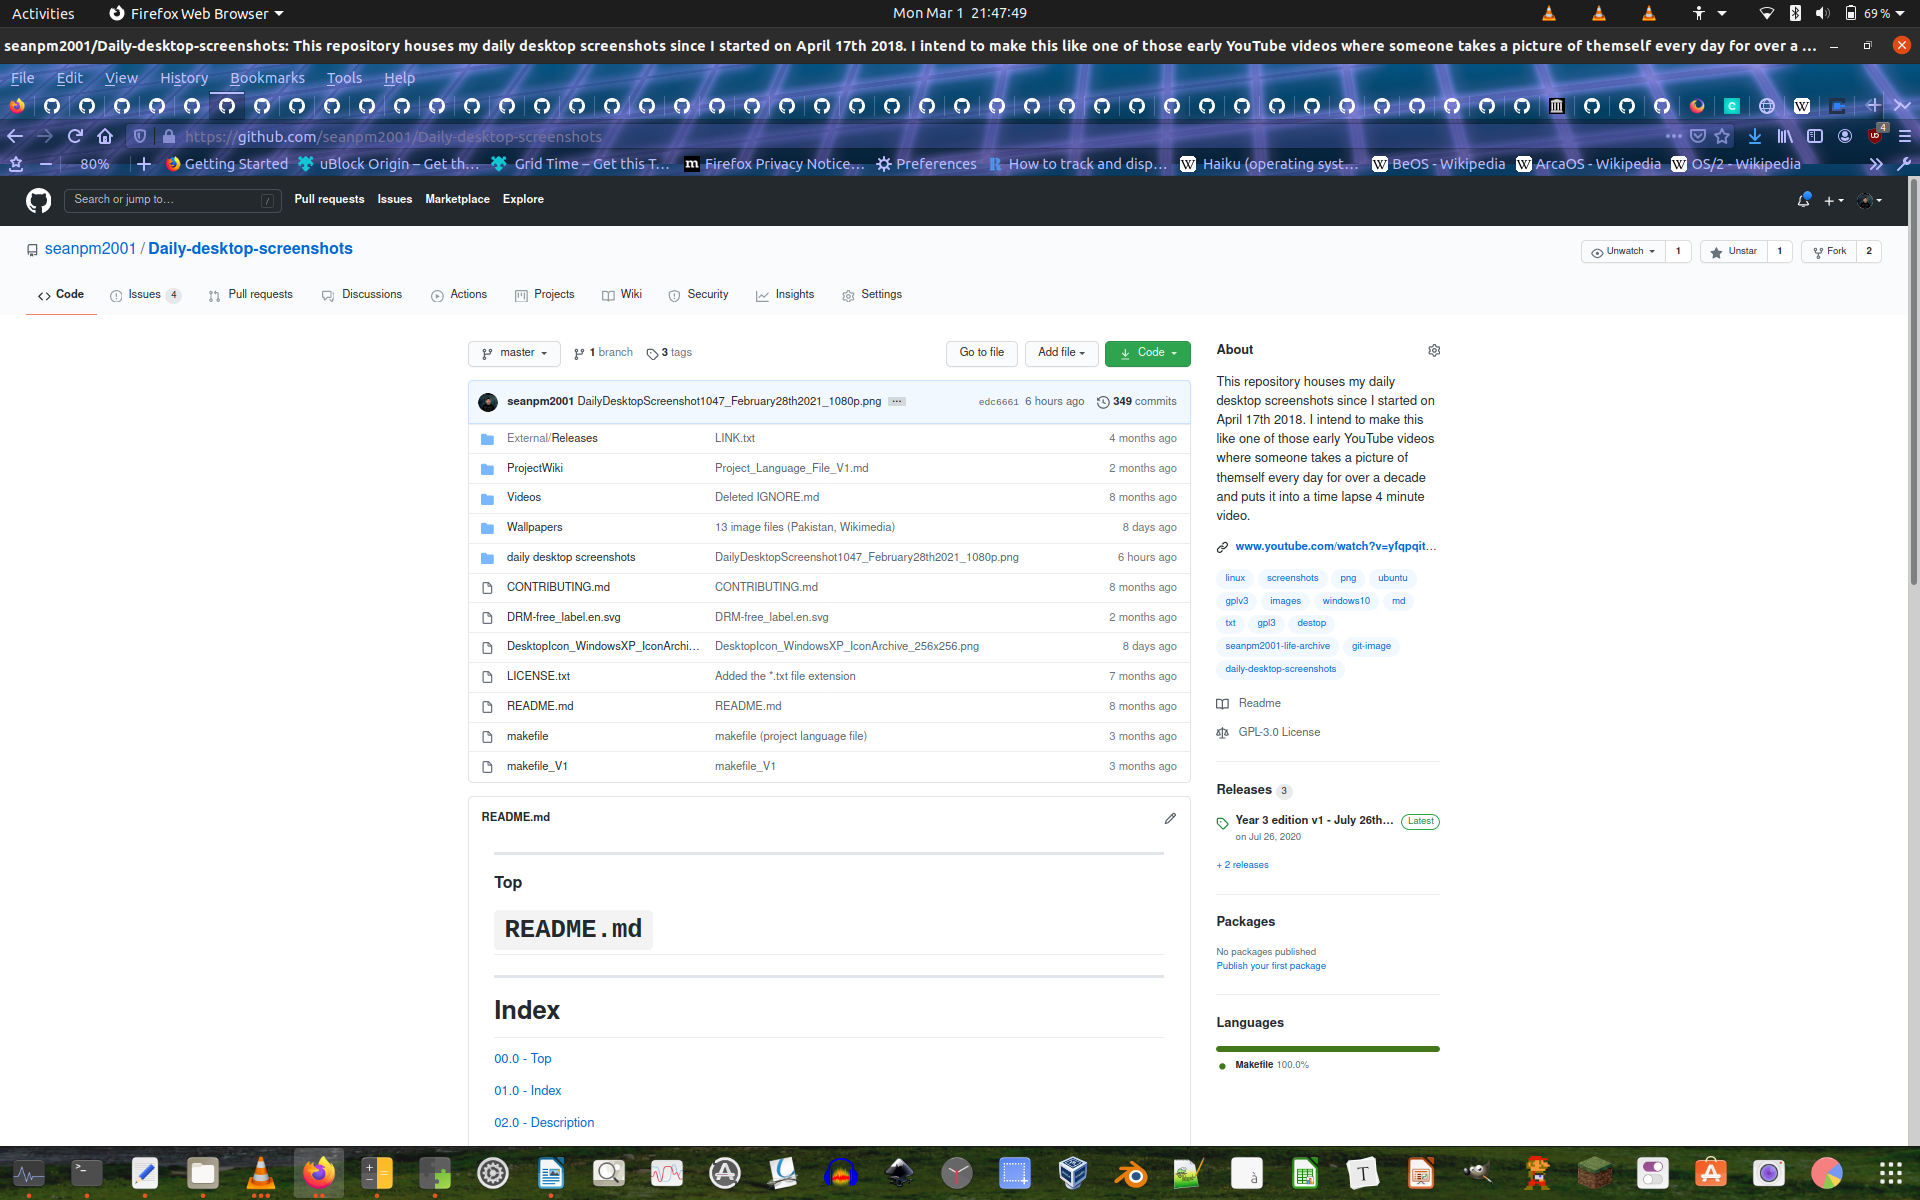 Activities Firefox Web Browser Mon Mar 1 21:47:49 69 %
seanpm2001/Daily-desktop-screenshots: This repository houses my daily desktop screenshots since I started on April 17th 2018. I intend to make this like one of those early YouTube videos where someone takes a picture of themself every day for over a ...
File Edit View History Bookmarks Tools Help
https://github.com/seanpm2001/Daily-desktop-screenshots 4
80% Getting Started uBlock Origin – Get th... Grid Time – Get this T... Firefox Privacy Notice... Preferences How to track and disp... Haiku (operating syst... BeOS - Wikipedia ArcaOS - Wikipedia OS/2 - Wikipedia
Search or jump to... / Pull requests Issues Marketplace Explore
seanpm2001 / Daily-desktop-screenshots Unwatch 1 Unstar 1 Fork 2
Code Issues 4 Pull requests Discussions Actions Projects Wiki Security Insights Settings
master 1 branch 3 tags Go to file Add file Code
seanpm2001 DailyDesktopScreenshot1047_February28th2021_1080p.png ... edc6661 6 hours ago 349 commits
External/Releases LINK.txt 4 months ago
ProjectWiki Project_Language_File_V1.md 2 months ago
Videos Deleted IGNORE.md 8 months ago
Wallpapers 13 image files (Pakistan, Wikimedia) 8 days ago
daily desktop screenshots DailyDesktopScreenshot1047_February28th2021_1080p.png 6 hours ago
CONTRIBUTING.md CONTRIBUTING.md 8 months ago
DRM-free_label.en.svg DRM-free_label.en.svg 2 months ago
DesktopIcon_WindowsXP_IconArchi... DesktopIcon_WindowsXP_IconArchive_256x256.png 8 days ago
LICENSE.txt Added the *.txt file extension 7 months ago
README.md README.md 8 months ago
makefile makefile (project language file) 3 months ago
makefile_V1 makefile_V1 3 months ago
README.md
Top
README.md
Index
00.0 - Top
01.0 - Index
02.0 - Description
About
This repository houses my daily
desktop screenshots since I started on
April 17th 2018. I intend to make this
like one of those early YouTube videos
where someone takes a picture of
themself every day for over a decade
and puts it into a time lapse 4 minute
video.
www.youtube.com/watch?v=yfqpqit...
linux screenshots png ubuntu
gplv3 images windows10 md
txt gpl3 destop
seanpm2001-life-archive git-image
daily-desktop-screenshots
Readme
GPL-3.0 License
Releases 3
Year 3 edition v1 - July 26th... Latest
on Jul 26, 2020
+ 2 releases
Packages
No packages published
Publish your first package
Languages
Makefile 100.0%